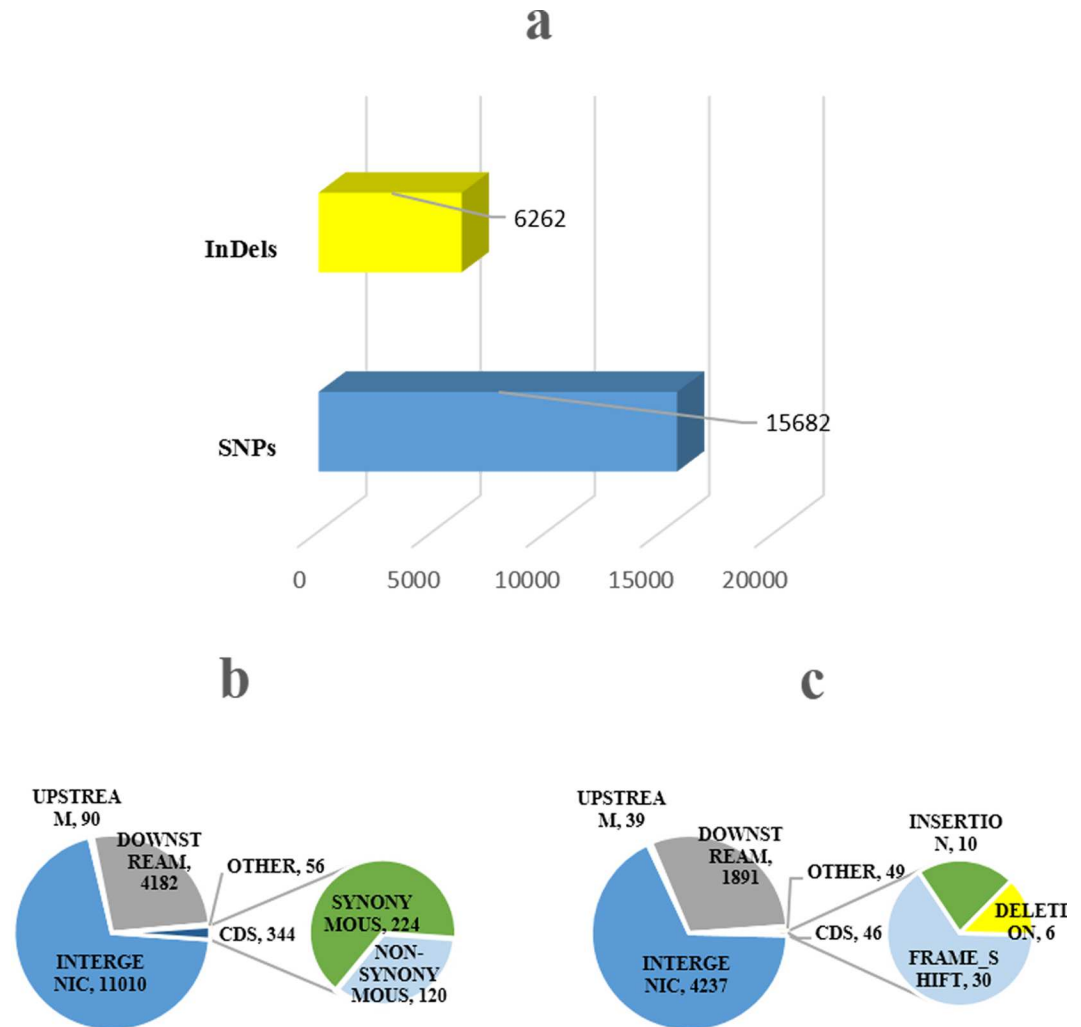 a
InDels
6262
SNPs
15682
0 5000 10000 15000 20000
b
UPSTREA
M, 90
DOWNST
REAM,
4182
OTHER, 56
CDS, 344
INTERGE
NIC, 11010
SYNONY
MOUS, 224
NON-
SYNONY
MOUS, 120
c
UPSTREA
M, 39
DOWNST
REAM,
1891
OTHER, 49
CDS, 46
INTERGE
NIC, 4237
INSERTIO
N, 10
DELETI
ON, 6
FRAME_S
HIFT, 30